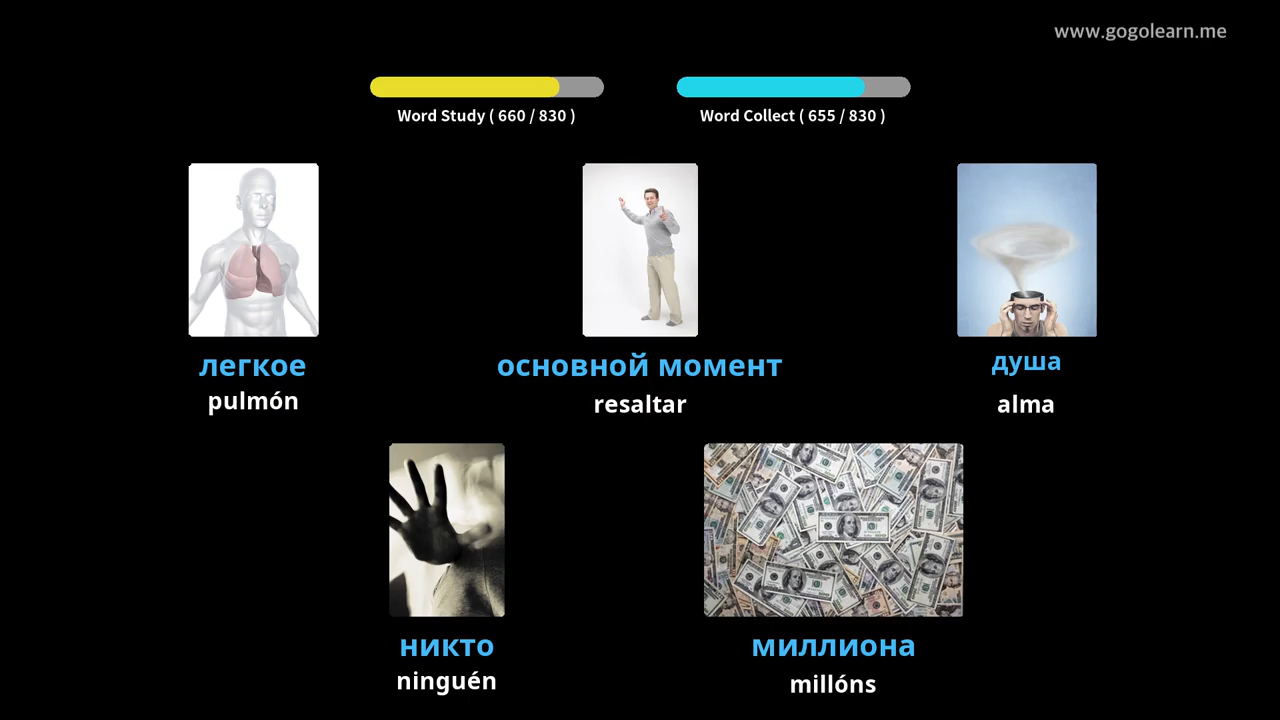 www.gogolearn.me
Word Study ( 660 / 830 )
Word Collect ( 655 / 830 )
легкое
pulmón
основной момент
resaltar
душа
alma
никто
ninguén
миллиона
millóns